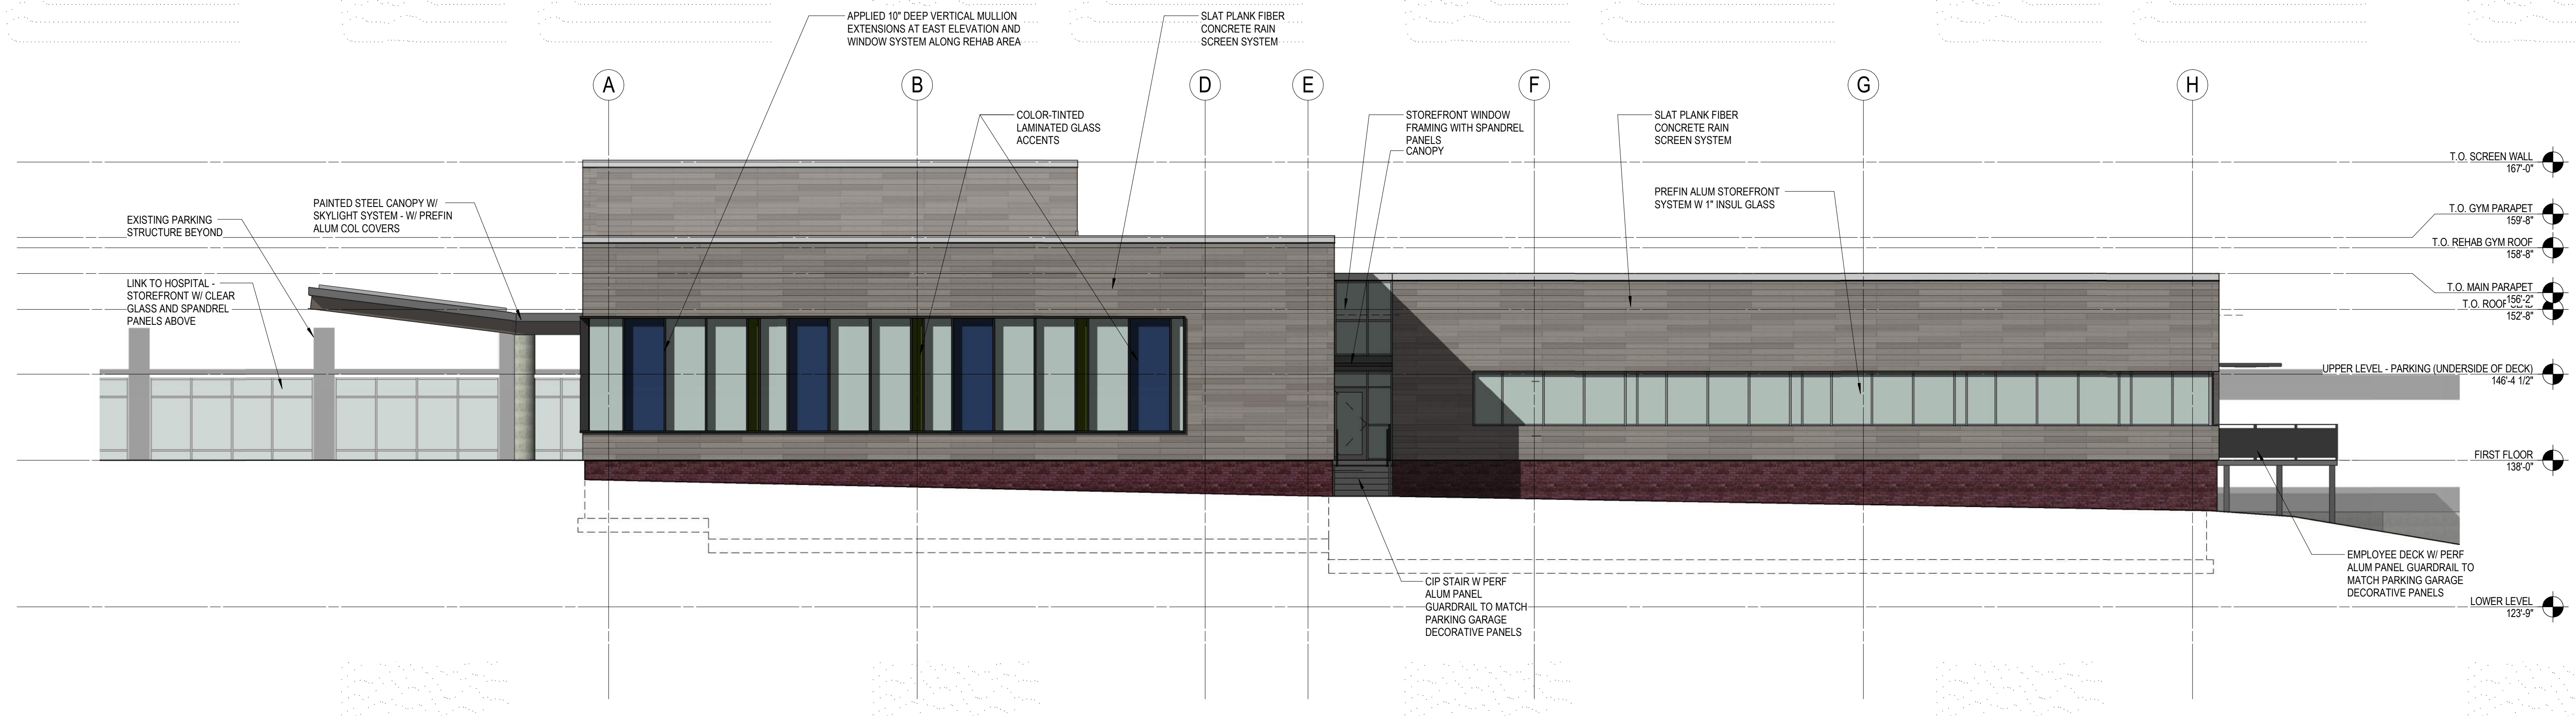 APPLIED 10" DEEP VERTICAL MULLION
EXTENSIONS AT EAST ELEVATION AND
WINDOW SYSTEM ALONG REHAB AREA
SLAT PLANK FIBER
CONCRETE RAIN
SCREEN SYSTEM
A
B
D
E
F
G
H
COLOR-TINTED
LAMINATED GLASS
ACCENTS
STOREFRONT WINDOW
FRAMING WITH SPANDREL
PANELS
CANOPY
SLAT PLANK FIBER
CONCRETE RAIN
SCREEN SYSTEM
PREFIN ALUM STOREFRONT
SYSTEM W 1" INSUL GLASS
EXISTING PARKING
STRUCTURE BEYOND
PAINTED STEEL CANOPY W/
SKYLIGHT SYSTEM - W/ PREFIN
ALUM COL COVERS
LINK TO HOSPITAL -
STOREFRONT W/ CLEAR
GLASS AND SPANDREL
PANELS ABOVE
T.O. SCREEN WALL
167'-0"
T.O. GYM PARAPET
159'-8"
T.O. REHAB GYM ROOF
158'-8"
T.O. MAIN PARAPET
156'-2"
T.O. ROOF
152'-8"
UPPER LEVEL - PARKING (UNDERSIDE OF DECK)
146'-4 1/2"
FIRST FLOOR
138'-0"
EMPLOYEE DECK W/ PERF
ALUM PANEL GUARDRAIL TO
MATCH PARKING GARAGE
DECORATIVE PANELS
CIP STAIR W PERF
ALUM PANEL
GUARDRAIL TO MATCH
PARKING GARAGE
DECORATIVE PANELS
LOWER LEVEL
123'-9"